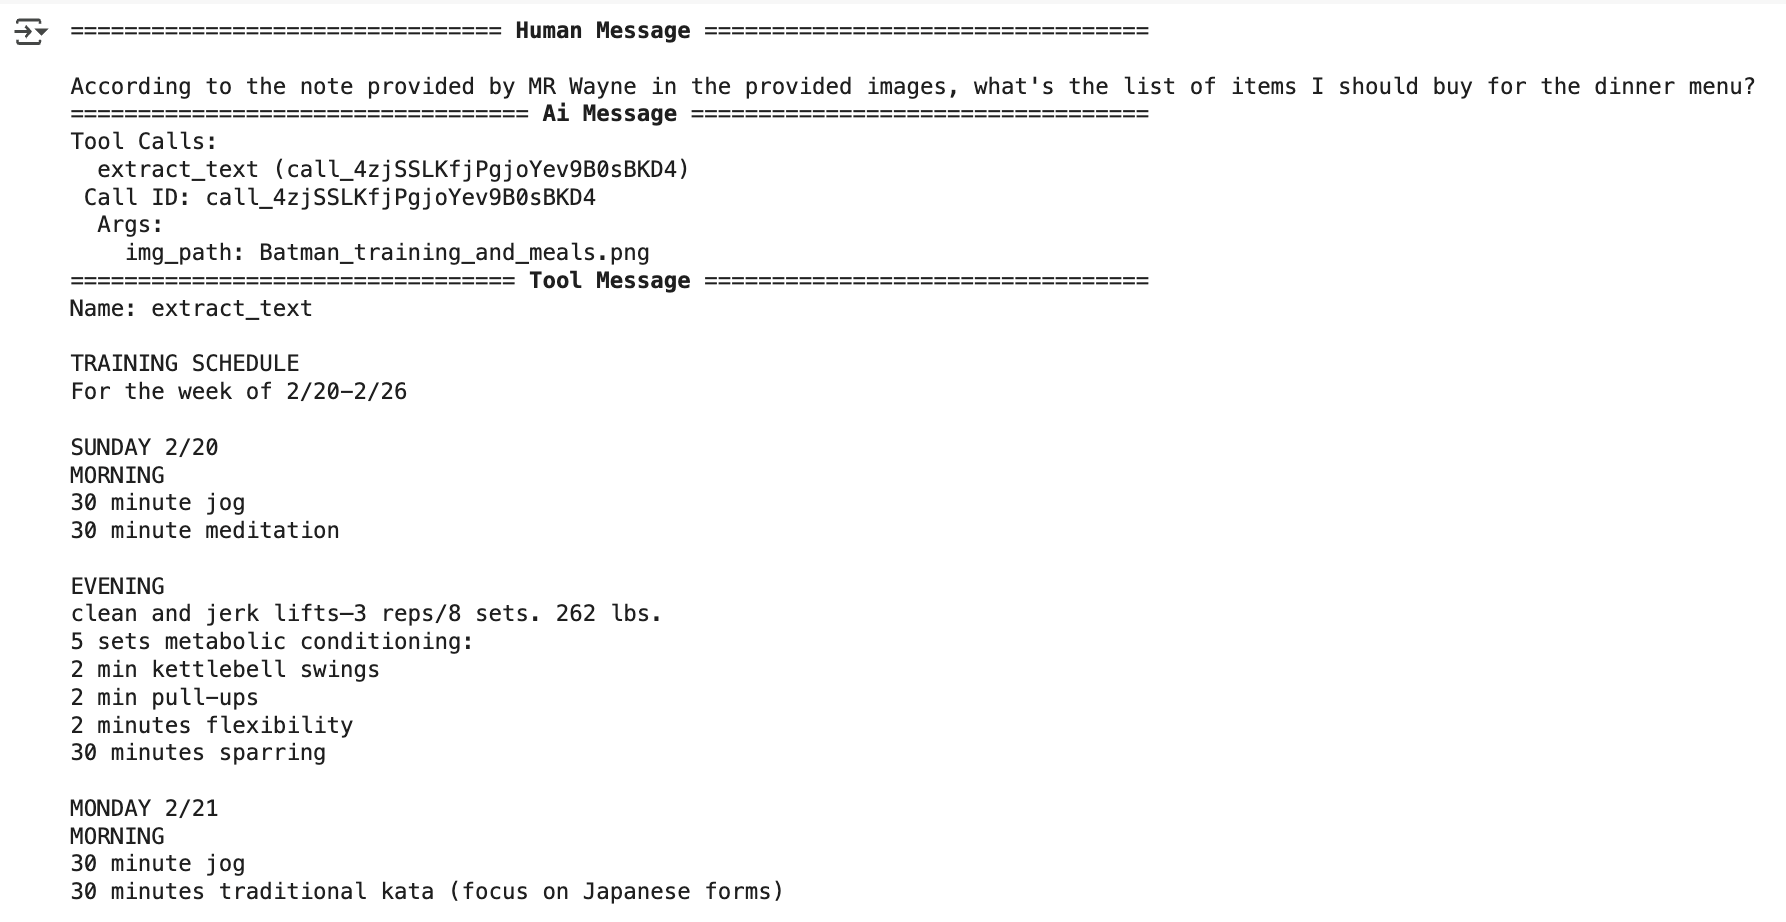 ================================ Human Message =================================
According to the note provided by MR Wayne in the provided images, what's the list of items I should buy for the dinner menu?
================================== Ai Message ==================================
Tool Calls:
extract_text (call_4zjSSLKfjPgjoYev9B0sBKD4)
Call ID: call_4zjSSLKfjPgjoYev9B0sBKD4
Args:
img_path: Batman_training_and_meals.png
================================= Tool Message =================================
Name: extract_text
TRAINING SCHEDULE
For the week of 2/20–2/26
SUNDAY 2/20
MORNING
30 minute jog
30 minute meditation
EVENING
clean and jerk lifts—3 reps/8 sets. 262 lbs.
5 sets metabolic conditioning:
2 min kettlebell swings
2 min pull-ups
2 minutes flexibility
30 minutes sparring
MONDAY 2/21
MORNING
30 minute jog
30 minutes traditional kata (focus on Japanese forms)